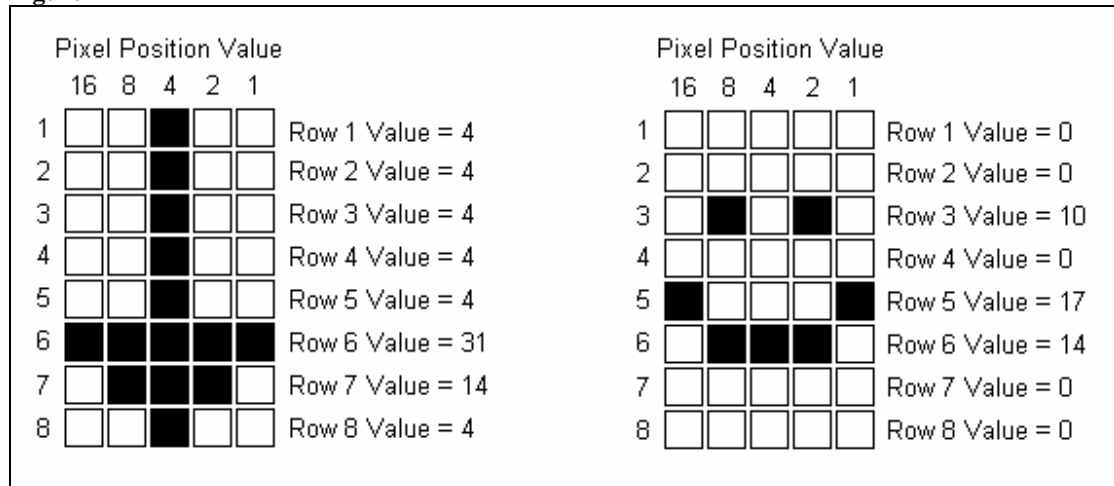 Pixel Position Value
16 8 4 2 1
1 Row 1 Value = 4
2 Row 2 Value = 4
3 Row 3 Value = 4
4 Row 4 Value = 4
5 Row 5 Value = 4
6 Row 6 Value = 31
7 Row 7 Value = 14
8 Row 8 Value = 4
Pixel Position Value
16 8 4 2 1
1 Row 1 Value = 0
2 Row 2 Value = 0
3 Row 3 Value = 10
4 Row 4 Value = 0
5 Row 5 Value = 17
6 Row 6 Value = 14
7 Row 7 Value = 0
8 Row 8 Value = 0